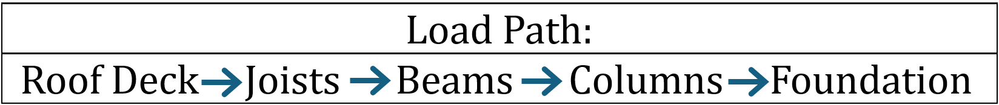 Load Path:
Roof Deck → Joists → Beams → Columns → Foundation